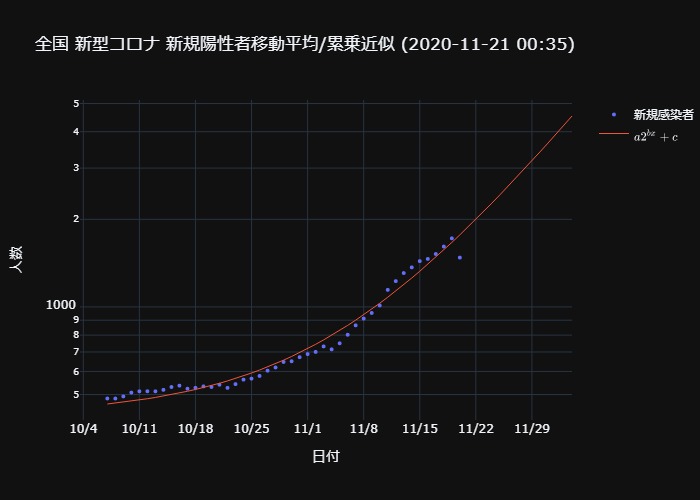 全国 新型コロナ 新規陽性者移動平均/累乗近似 (2020-11-21 00:35)
新規感染者
a2^{bx} + c
人数
5
4
3
2
1000
9
8
7
6
5
10/4 10/11 10/18 10/25 11/1 11/8 11/15 11/22 11/29
日付